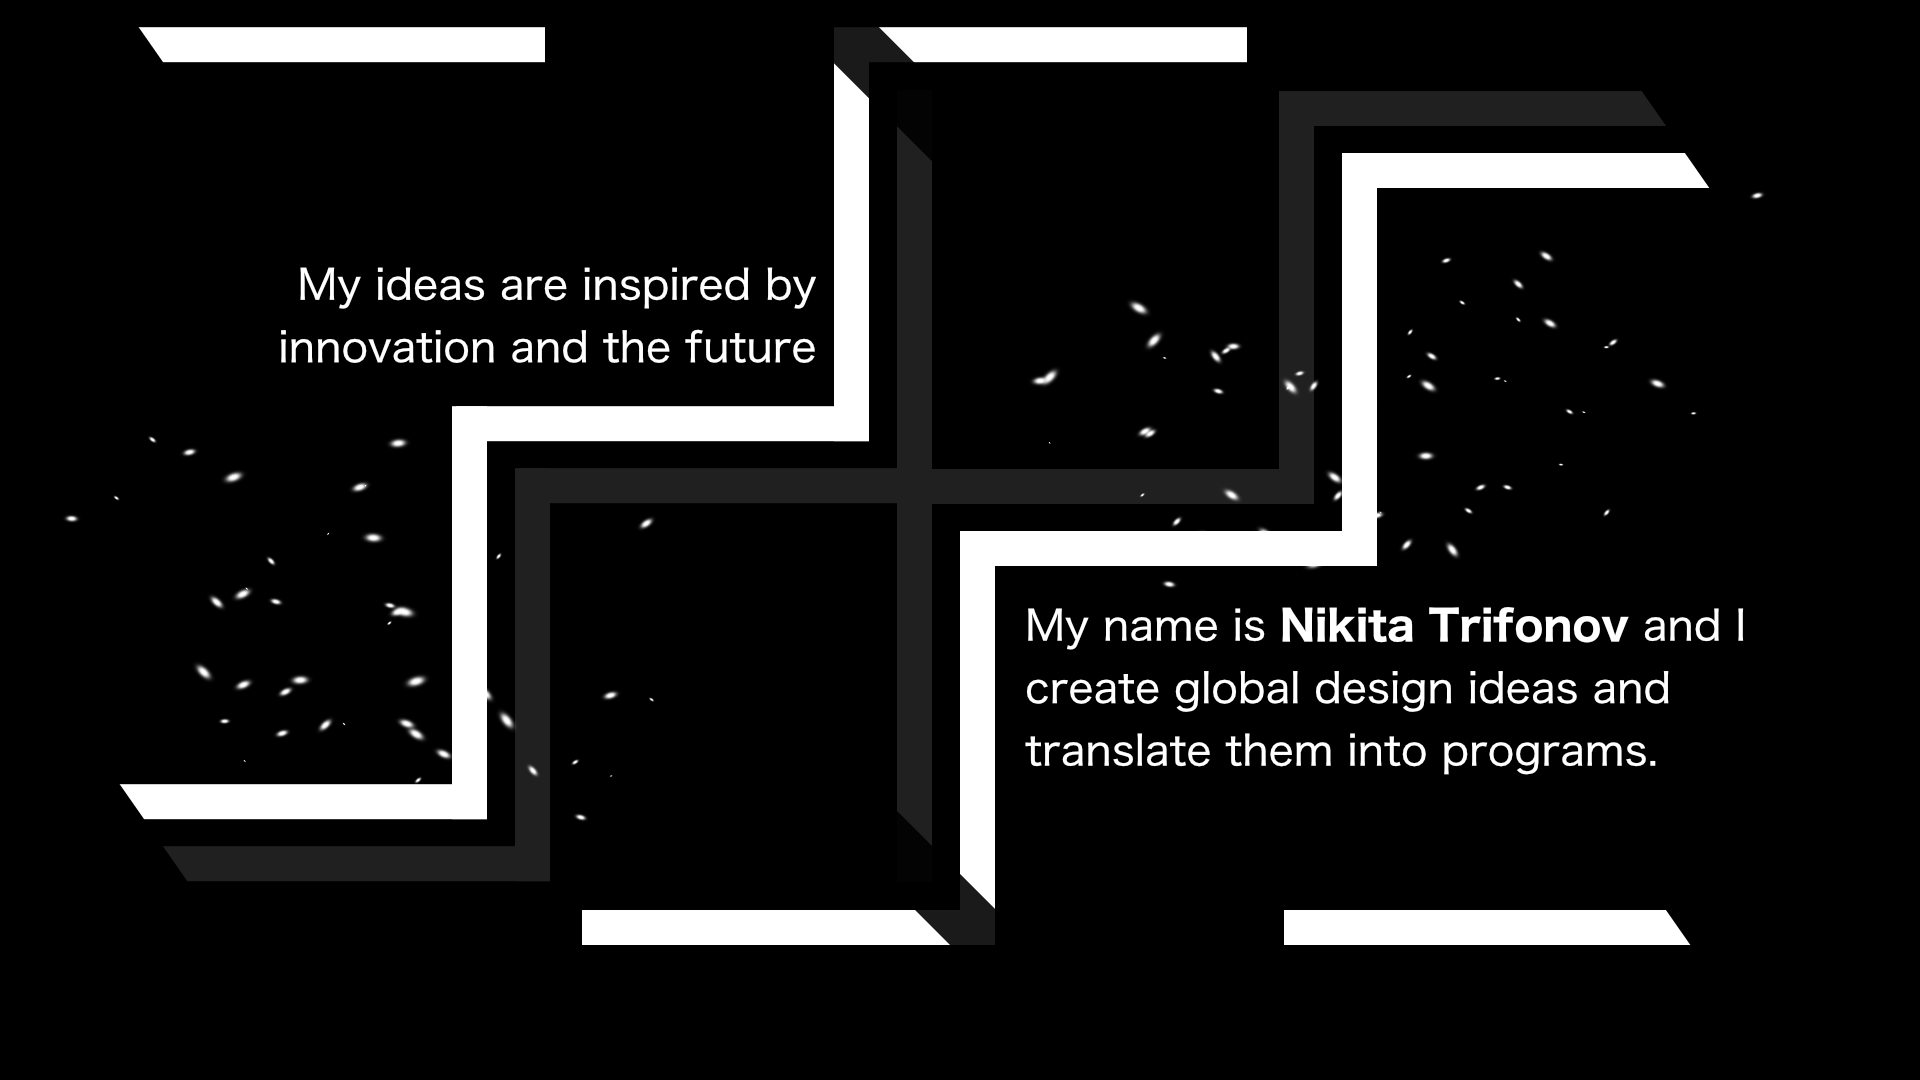 My ideas are inspired by
innovation and the future
My name is Nikita Trifonov and I
create global design ideas and
translate them into programs.